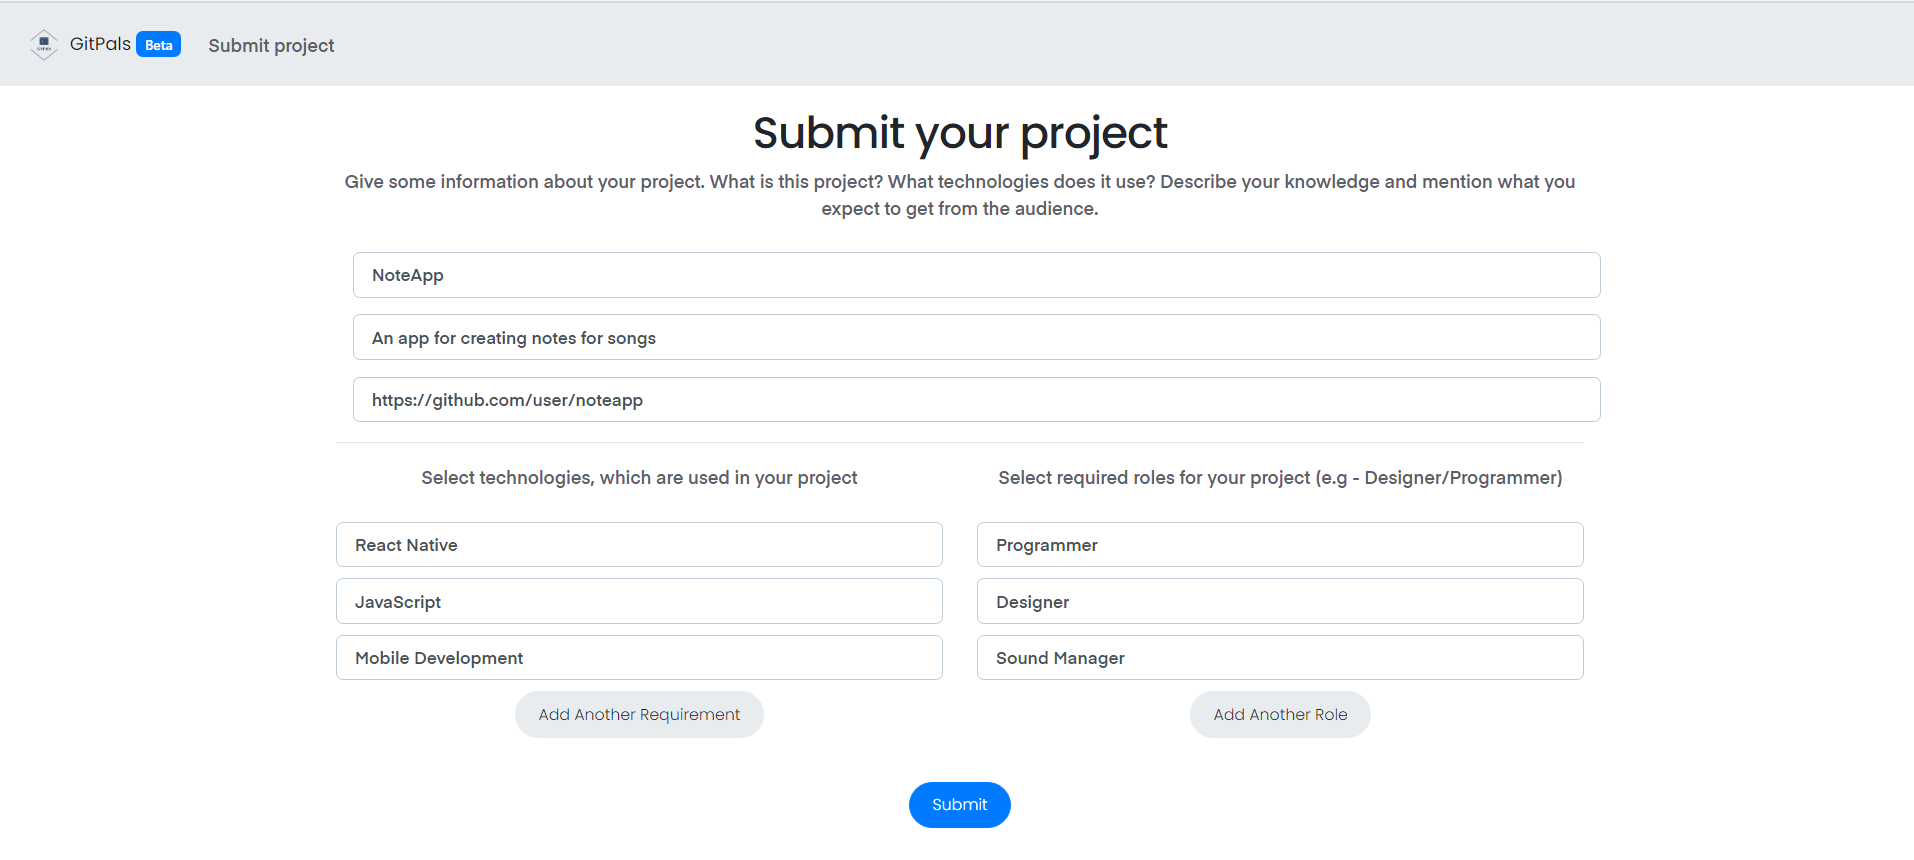 GitPals Beta Submit project
Submit your project
Give some information about your project. What is this project? What technologies does it use? Describe your knowledge and mention what you
expect to get from the audience.
NoteApp
An app for creating notes for songs
https://github.com/user/noteapp
Select technologies, which are used in your project
React Native
JavaScript
Mobile Development
Add Another Requirement
Select required roles for your project (e.g - Designer/Programmer)
Programmer
Designer
Sound Manager
Add Another Role
Submit